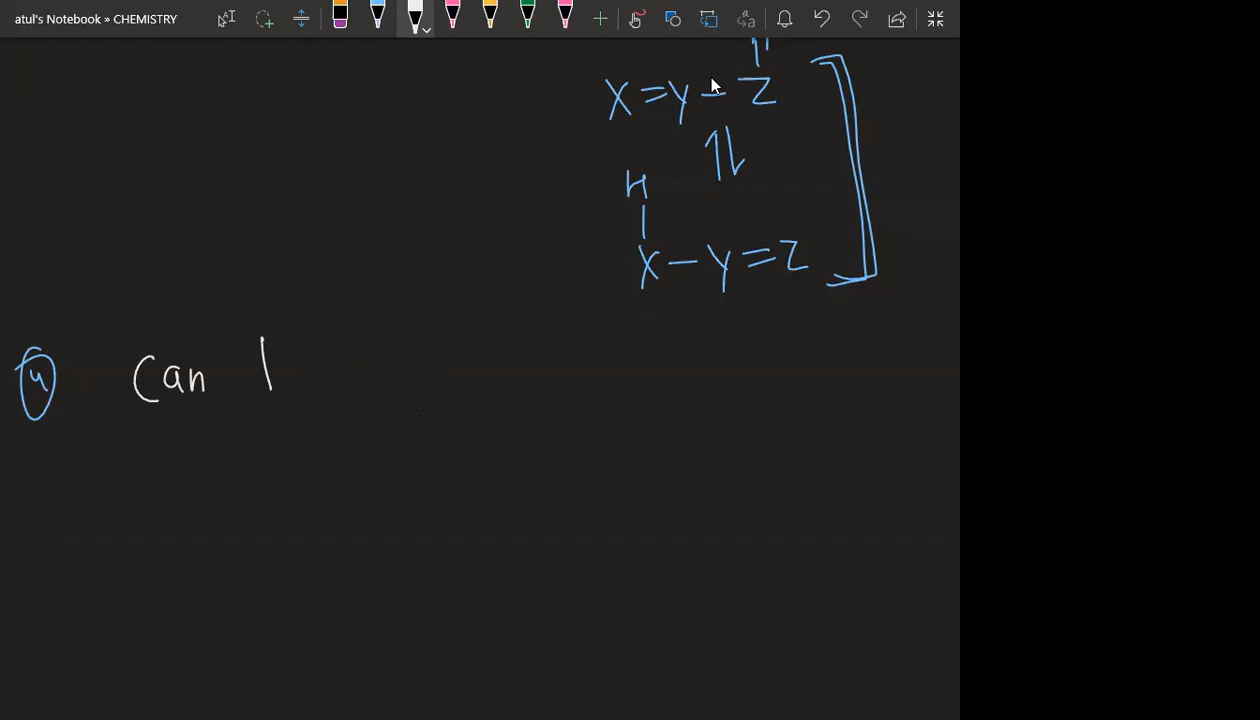 atul's Notebook » CHEMISTRY
X = Y - Z
H
X - Y = Z
4 Can